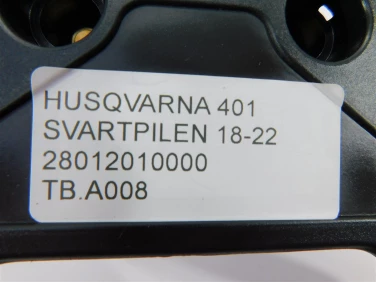 HUSQVARNA 401
SVARTPILEN 18-22
28012010000
TB.A008